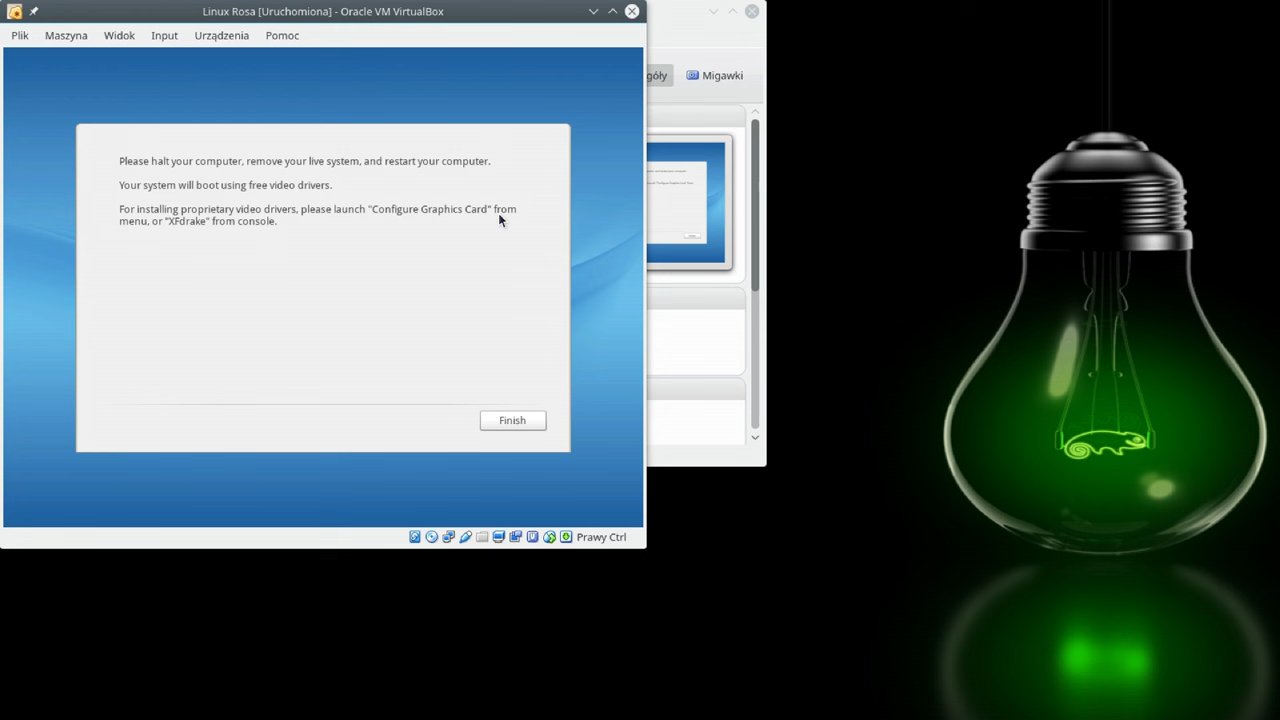 Linux Rosa [Uruchomiona] - Oracle VM VirtualBox
Plik Maszyna Widok Input Urządzenia Pomoc
góły Migawki
Please halt your computer, remove your live system, and restart your computer.
Your system will boot using free video drivers.
For installing proprietary video drivers, please launch "Configure Graphics Card" from
menu, or "XFdrake" from console.
Finish
Prawy Ctrl